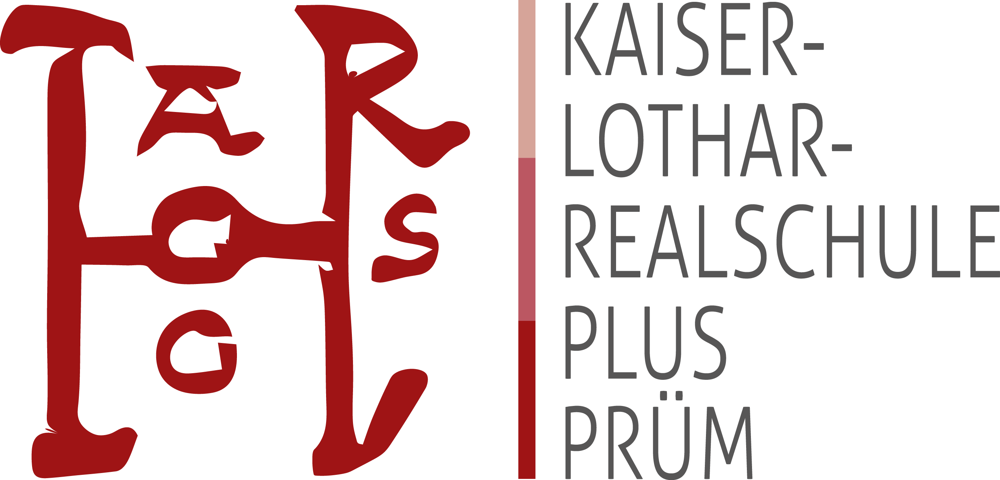 KAISER-
LOTHAR-
REALSCHULE
PLUS
PRÜM